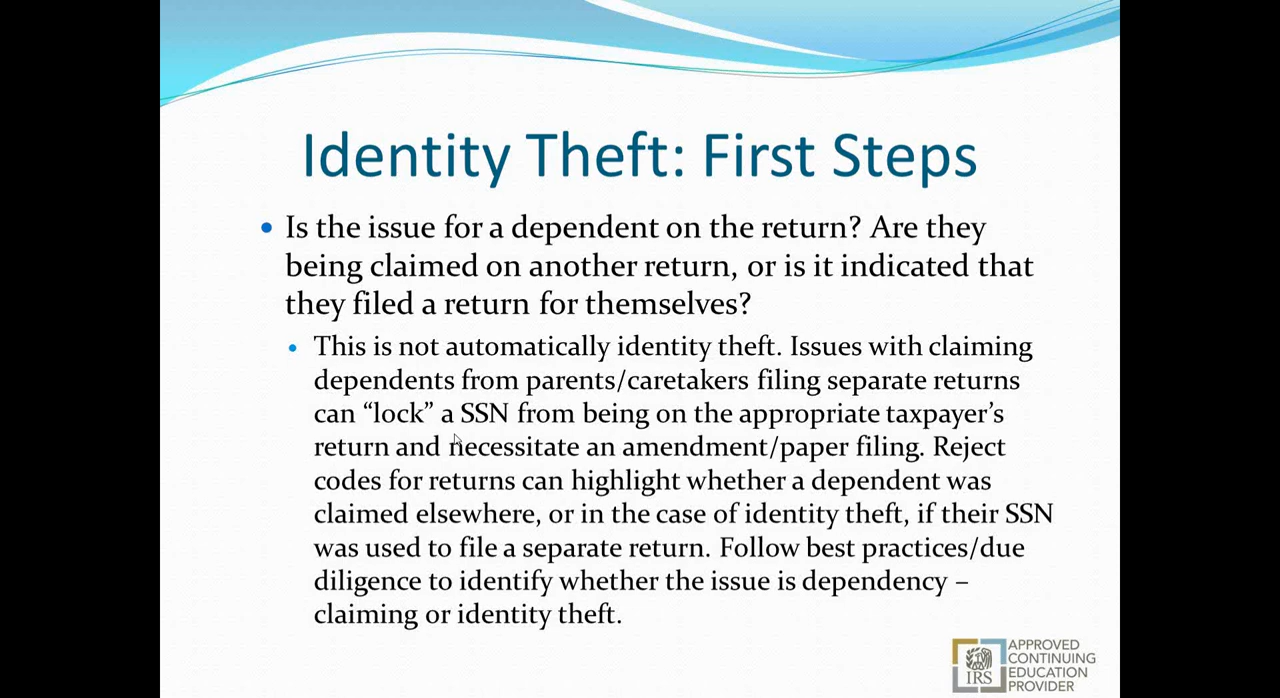 Identity Theft: First Steps
Is the issue for a dependent on the return? Are they
being claimed on another return, or is it indicated that
they filed a return for themselves?
This is not automatically identity theft. Issues with claiming
dependents from parents/caretakers filing separate returns
can “lock” a SSN from being on the appropriate taxpayer’s
return and necessitate an amendment/paper filing. Reject
codes for returns can highlight whether a dependent was
claimed elsewhere, or in the case of identity theft, if their SSN
was used to file a separate return. Follow best practices/due
diligence to identify whether the issue is dependency –
claiming or identity theft.
APPROVED
CONTINUING
EDUCATION
PROVIDER
IRS